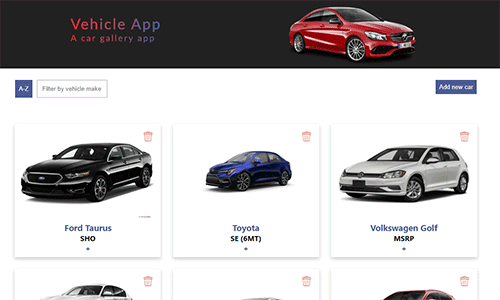 Vehicle App
A car gallery app
A-Z
Filter by vehicle make
Add new car
Ford Taurus
SHO
+
Toyota
SE (6MT)
+
Volkswagen Golf
MSRP
+